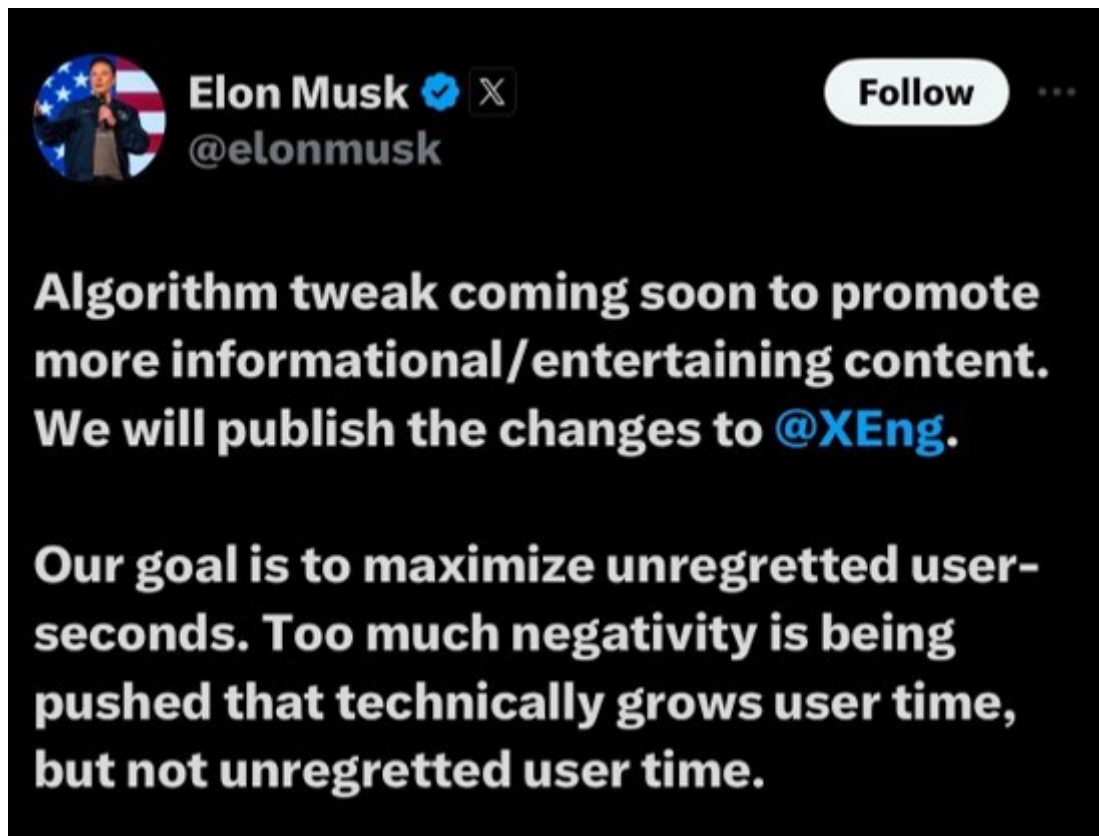 Elon Musk
Follow
@elonmusk
Algorithm tweak coming soon to promote
more informational/entertaining content.
We will publish the changes to @XEng.
Our goal is to maximize unregretted user-
seconds. Too much negativity is being
pushed that technically grows user time,
but not unregretted user time.